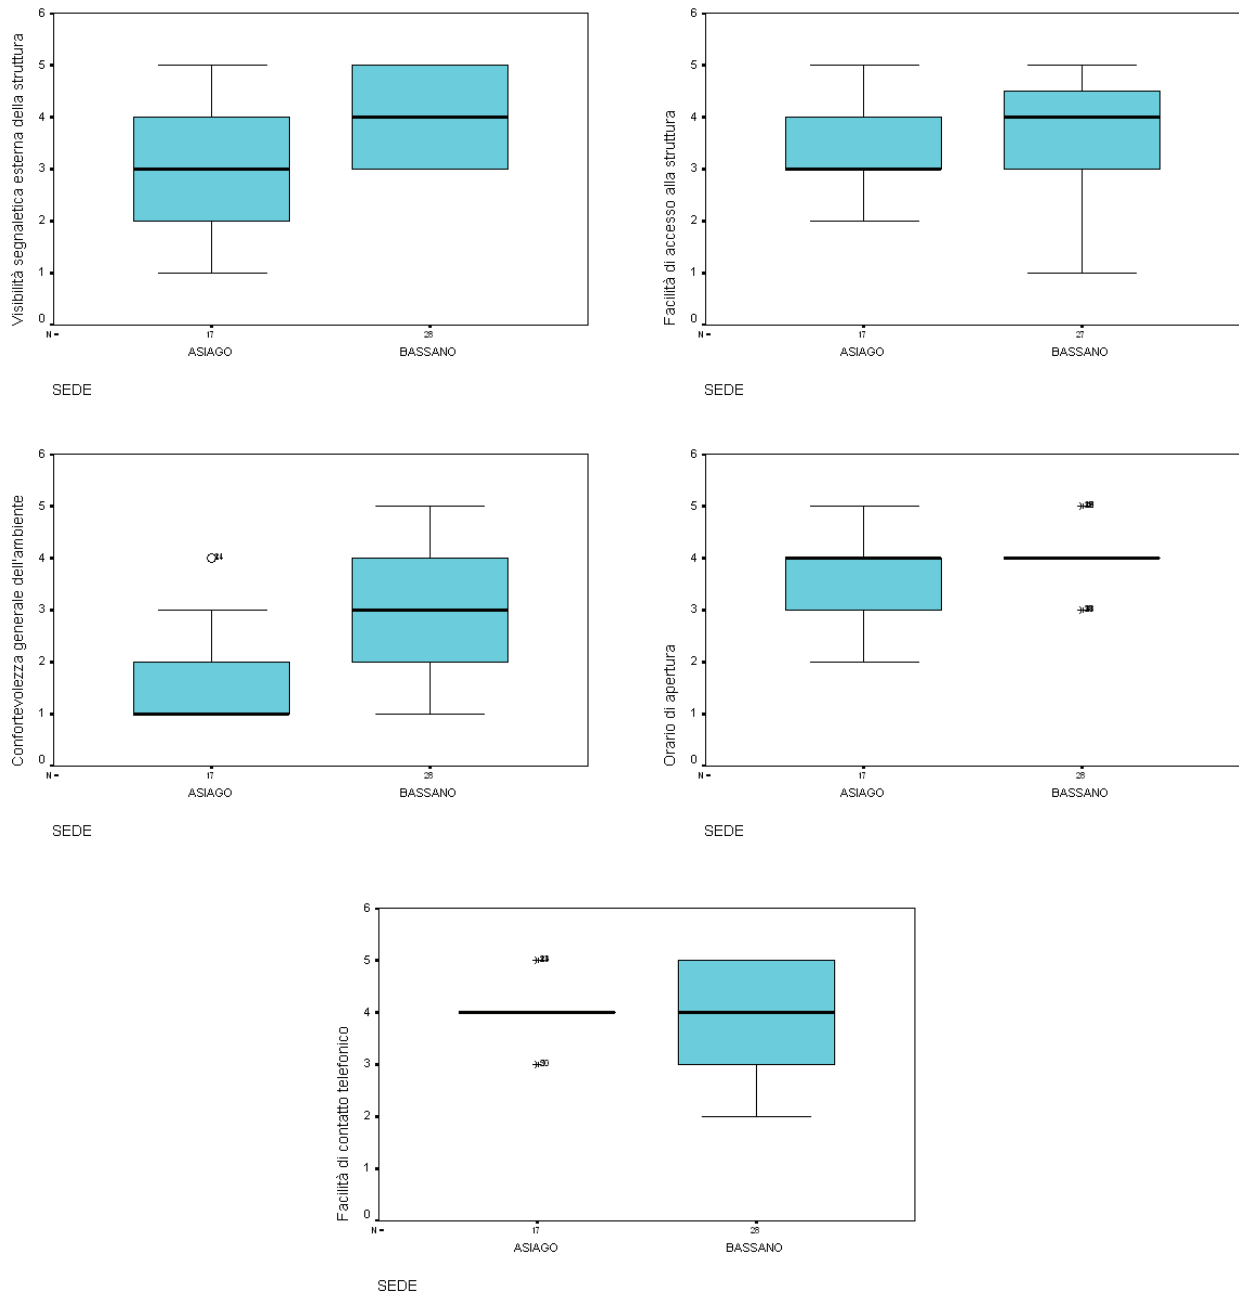 Visibilità segnaletica esterna della struttura
6
5
4
3
2
1
0
N = 17 28
ASIAGO BASSANO
SEDE
Facilità di accesso alla struttura
6
5
4
3
2
1
0
N = 17 27
ASIAGO BASSANO
SEDE
Confortevolezza generale dell'ambiente
6
5
4
3
2
1
0
N = 17 28
ASIAGO BASSANO
SEDE
Orario di apertura
6
5
4
3
2
1
0
N = 17 28
ASIAGO BASSANO
SEDE
Facilità di contatto telefonico
6
5
4
3
2
1
0
N = 17 28
ASIAGO BASSANO
SEDE